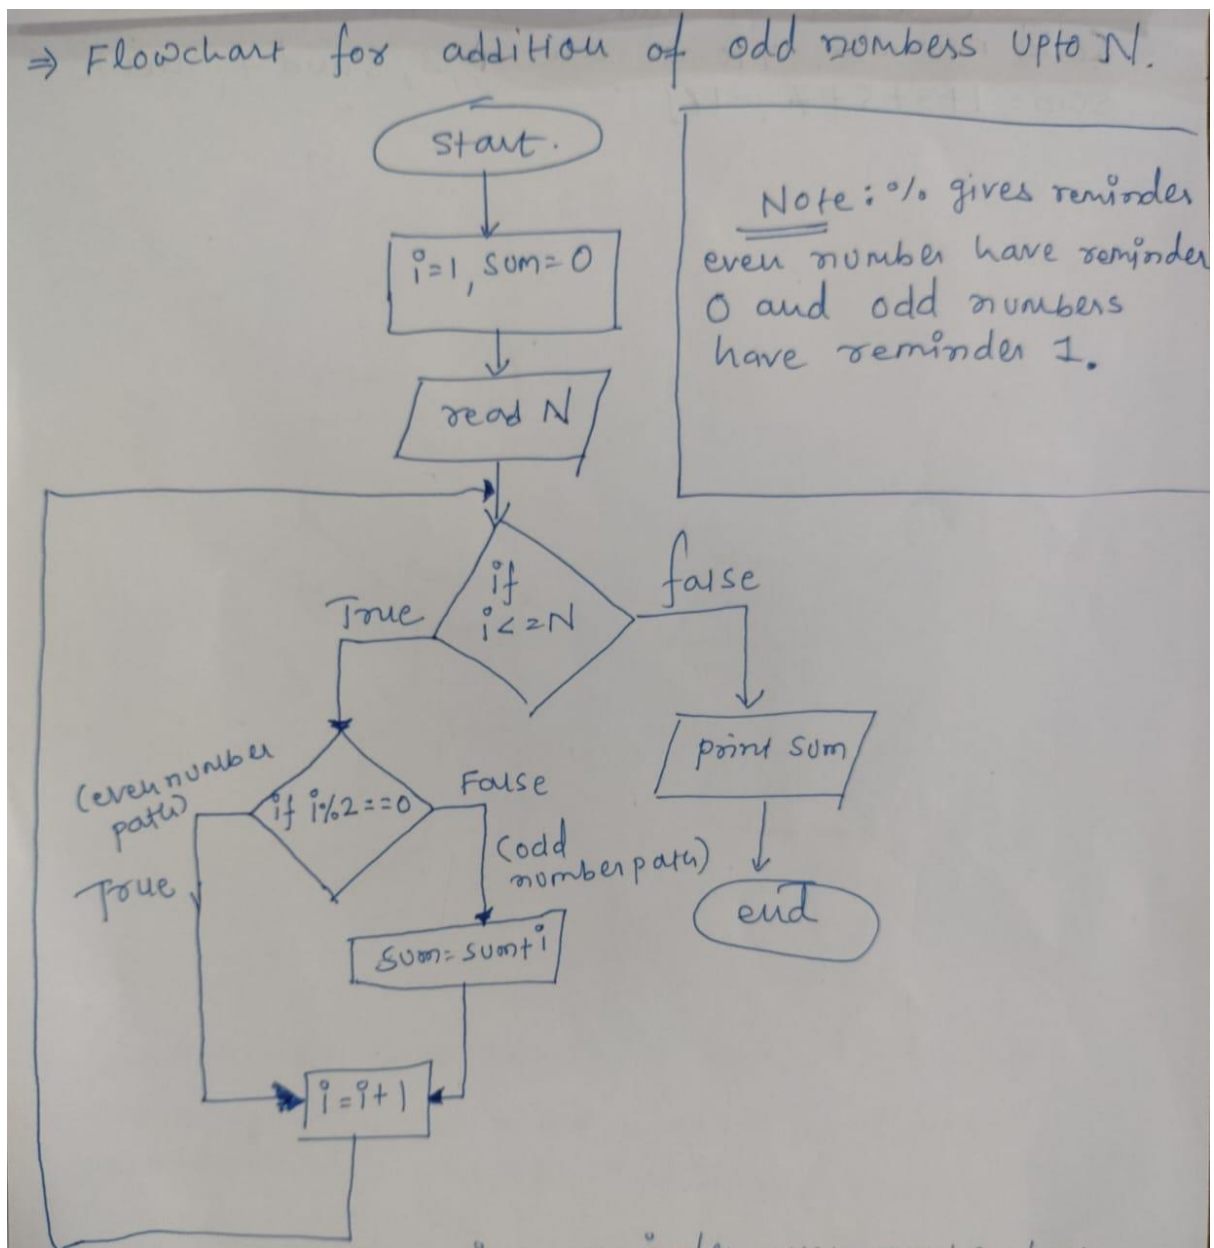 ⇒ Flowchart for addition of odd numbers upto N.
start.
i=1, sum=0
read N
Note: % gives reminder
even number have reminder
0 and odd numbers
have reminder 1.
if
i<=N
True
false
print sum
end
(even number
path)
True
if i%2==0
False
(odd
number path)
sum=sum+i
i=i+1